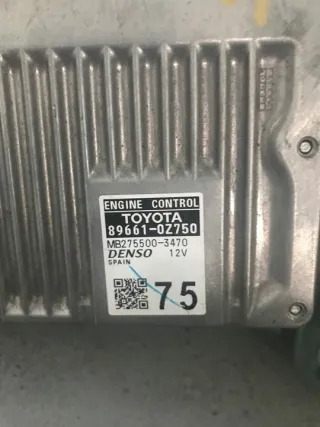 ENGINE CONTROL
TOYOTA
89661-0Z750
MB275500-3470
DENSO 12V
SPAIN
75